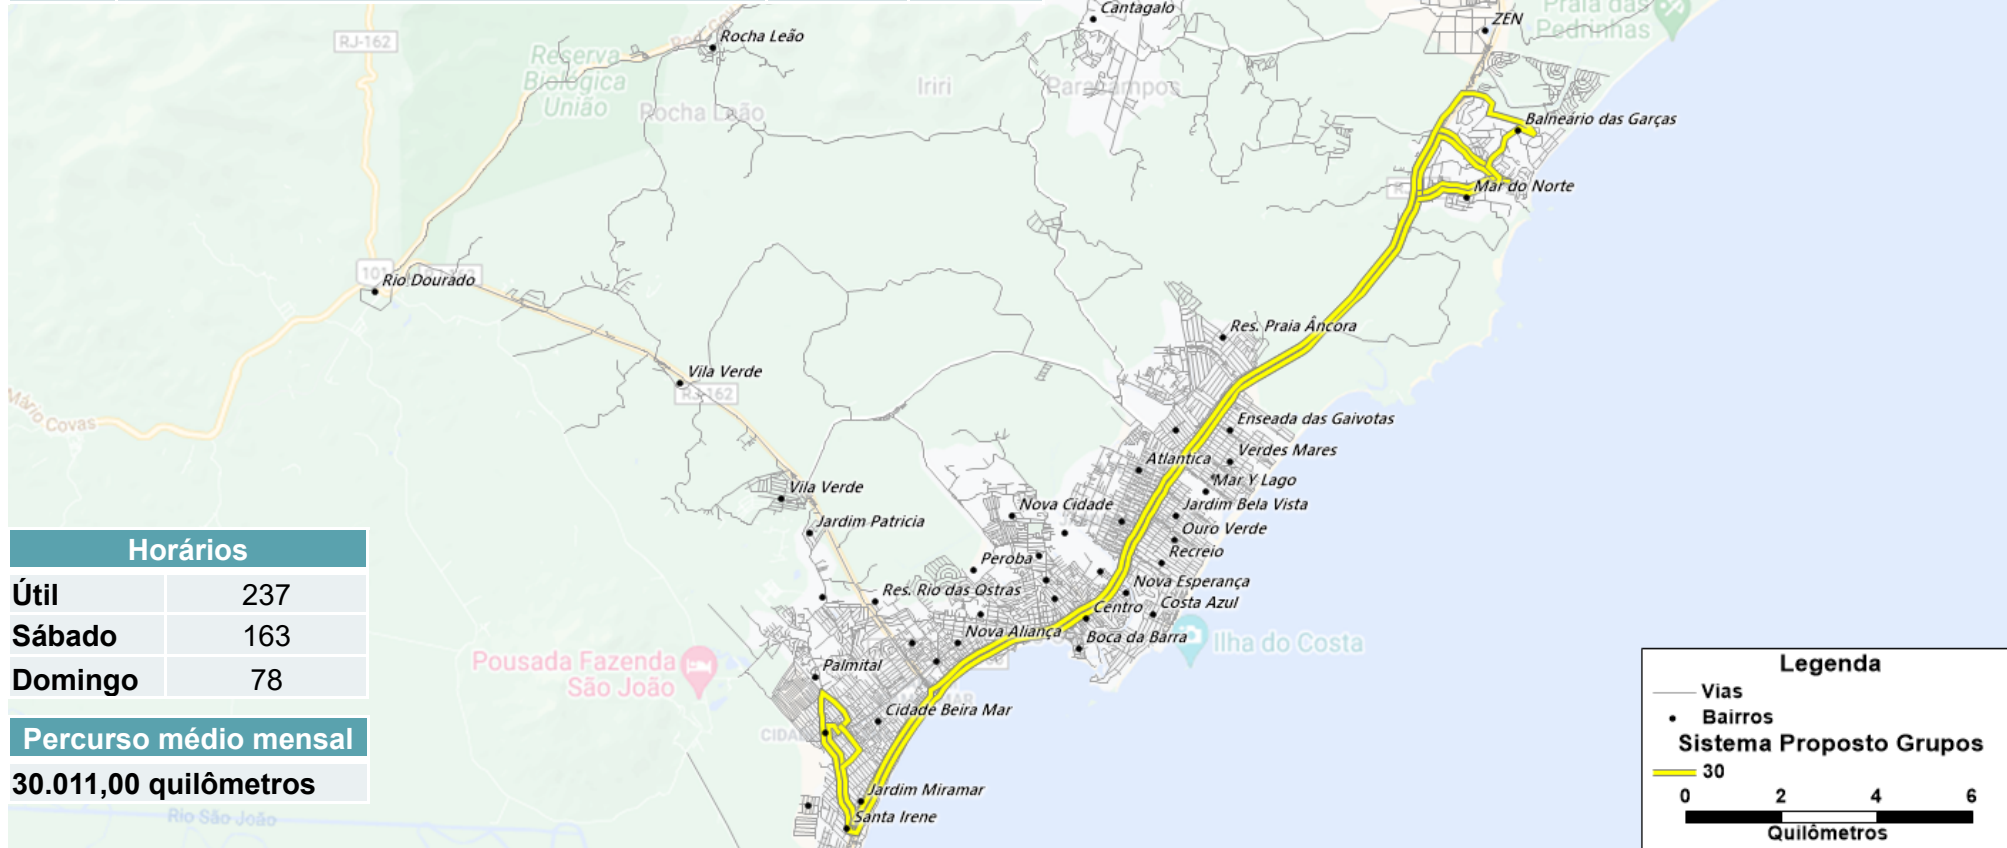 Cantagalo
Praia das
Pedrinhas
ZEN
RJ-162
Rocha Leão
Reserva
Biológica
União
Rocha Leão
Iriri
Balneário das Garças
Mar do Norte
101
Rio Dourado
Res. Praia Âncora
Vila Verde
RJ-162
Mário Covas
Enseada das Gaivotas
Atlantica
Verdes Mares
Mar Y Lago
Vila Verde
Nova Cidade
Jardim Bela Vista
Jardim Patricia
Ouro Verde
Recreio
Peroba
Nova Esperança
Res. Rio das Ostras
Costa Azul
Centro
Nova Aliança
Boca da Barra
Ilha do Costa
Pousada Fazenda
São João
Palmital
Cidade Beira Mar
Jardim Miramar
Santa Irene
Rio São João
Horários
Útil 237
Sábado 163
Domingo 78
Percurso médio mensal
30.011,00 quilômetros
Legenda
Vias
Bairros
Sistema Proposto Grupos
30
0 2 4 6
Quilômetros